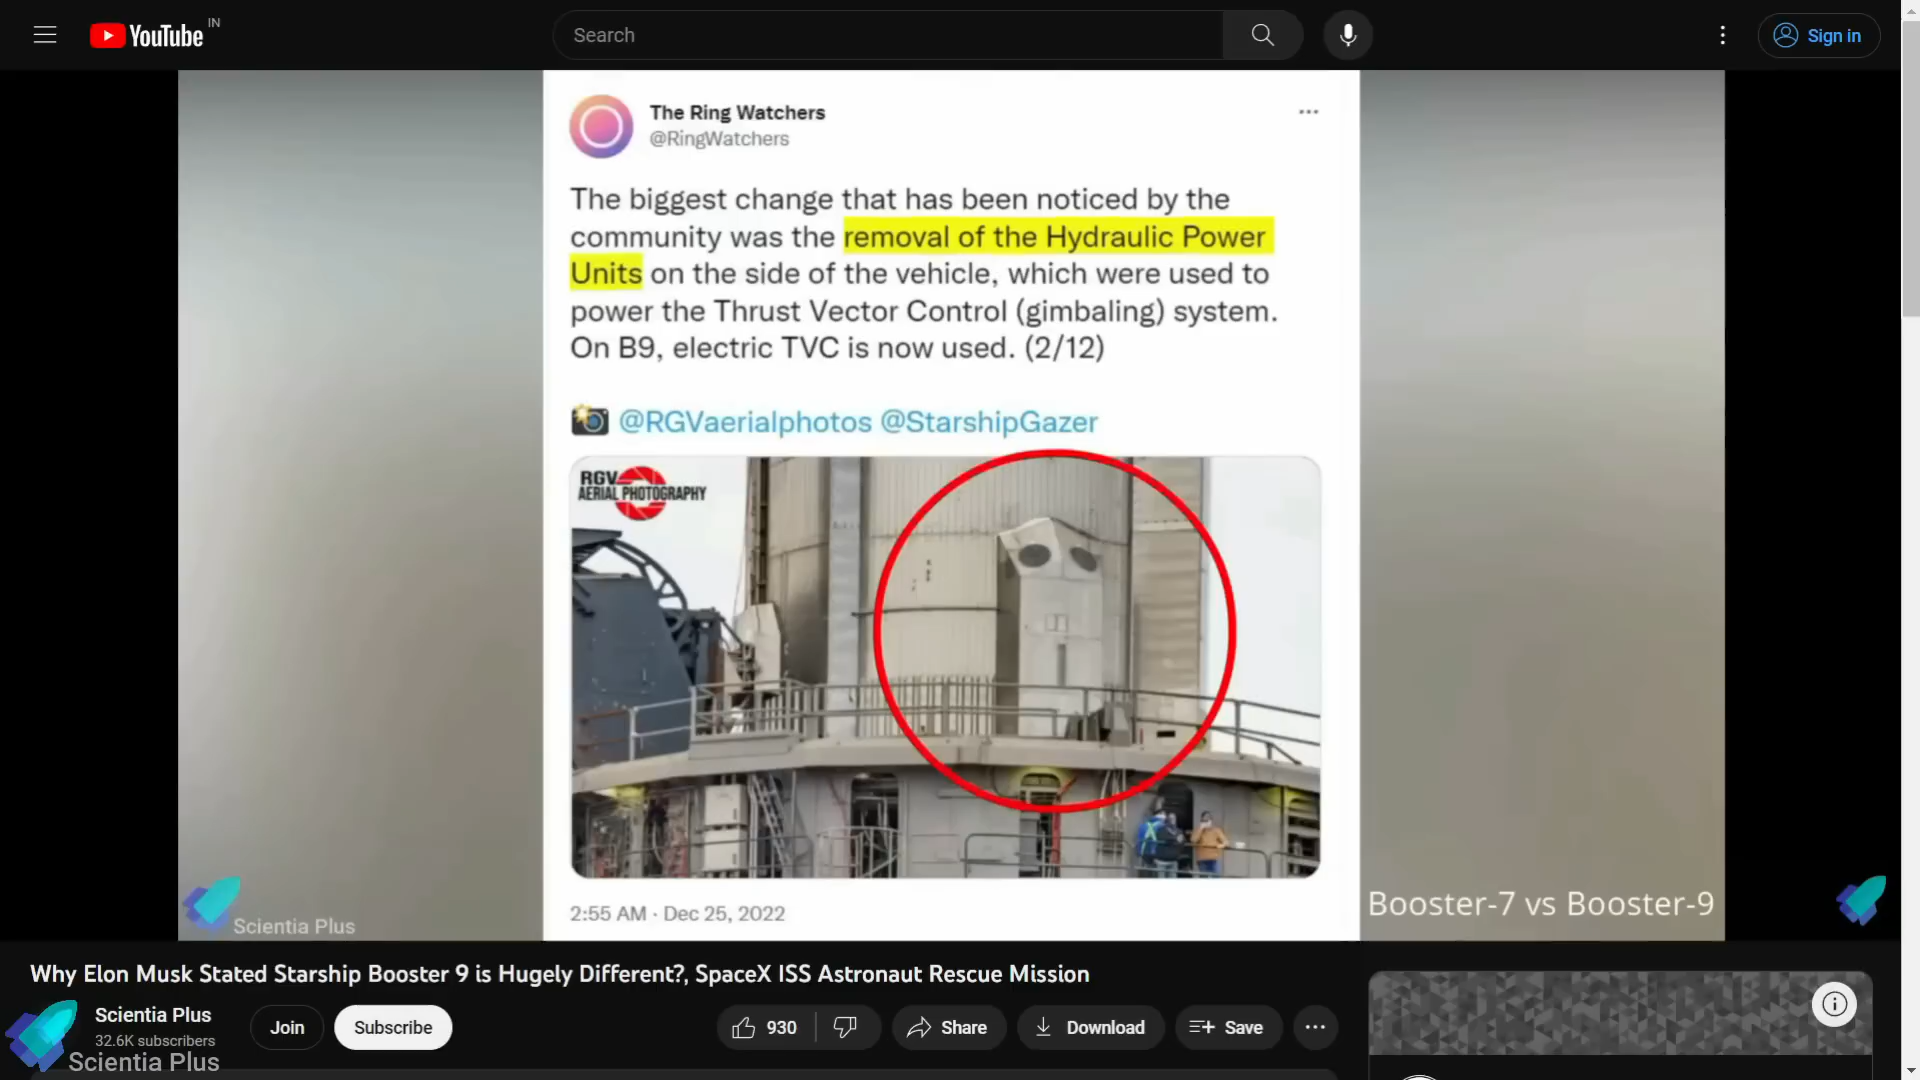 YouTube IN
Search
Sign in
The Ring Watchers
@RingWatchers
The biggest change that has been noticed by the
community was the removal of the Hydraulic Power
Units on the side of the vehicle, which were used to
power the Thrust Vector Control (gimbaling) system.
On B9, electric TVC is now used. (2/12)
@RGVaerialphotos @StarshipGazer
RGV
AERIAL PHOTOGRAPHY
2:55 AM · Dec 25, 2022
Scientia Plus
Booster-7 vs Booster-9
Why Elon Musk Stated Starship Booster 9 is Hugely Different?, SpaceX ISS Astronaut Rescue Mission
Scientia Plus
32.6K subscribers
Join
Subscribe
930
Share
Download
Save
Scientia Plus